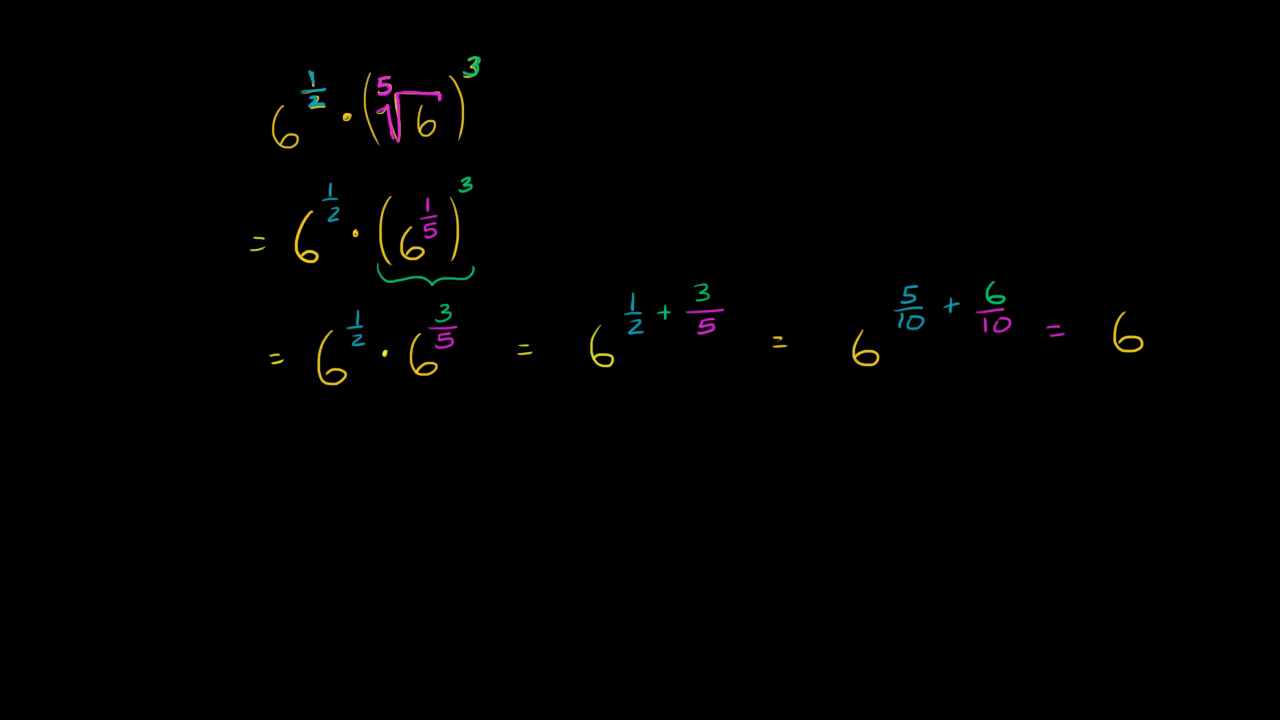 6^{1/2} · (⁵√6)^3
= 6^{1/2} · (6^{1/5})^3
= 6^{1/2} · 6^{3/5} = 6^{1/2 + 3/5} = 6^{5/10 + 6/10} = 6